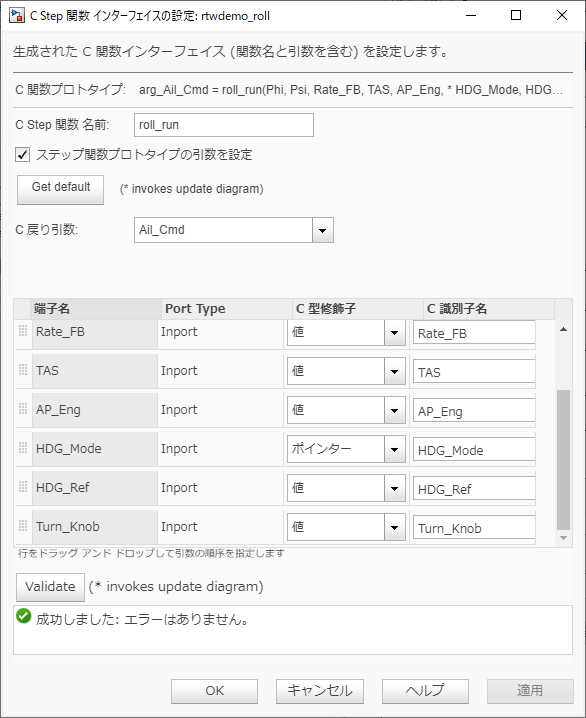 C Step 関数 インターフェイスの設定: rtwdemo_roll
生成された C 関数インターフェイス (関数名と引数を含む) を設定します。
C 関数プロトタイプ: arg_Ail_Cmd = roll_run(Phi, Psi, Rate_FB, TAS, AP_Eng, * HDG_Mode, HDG...
C Step 関数 名前: roll_run
ステップ関数プロトタイプの引数を設定
Get default (* invokes update diagram)
C 戻り引数: Ail_Cmd
端子名 Port Type C 型修飾子 C 識別子名
Rate_FB Inport 値 Rate_FB
TAS Inport 値 TAS
AP_Eng Inport 値 AP_Eng
HDG_Mode Inport ポインター HDG_Mode
HDG_Ref Inport 値 HDG_Ref
Turn_Knob Inport 値 Turn_Knob
行をドラッグ アンド ドロップして引数の順序を指定します
Validate (* invokes update diagram)
成功しました: エラーはありません。
OK キャンセル ヘルプ 適用